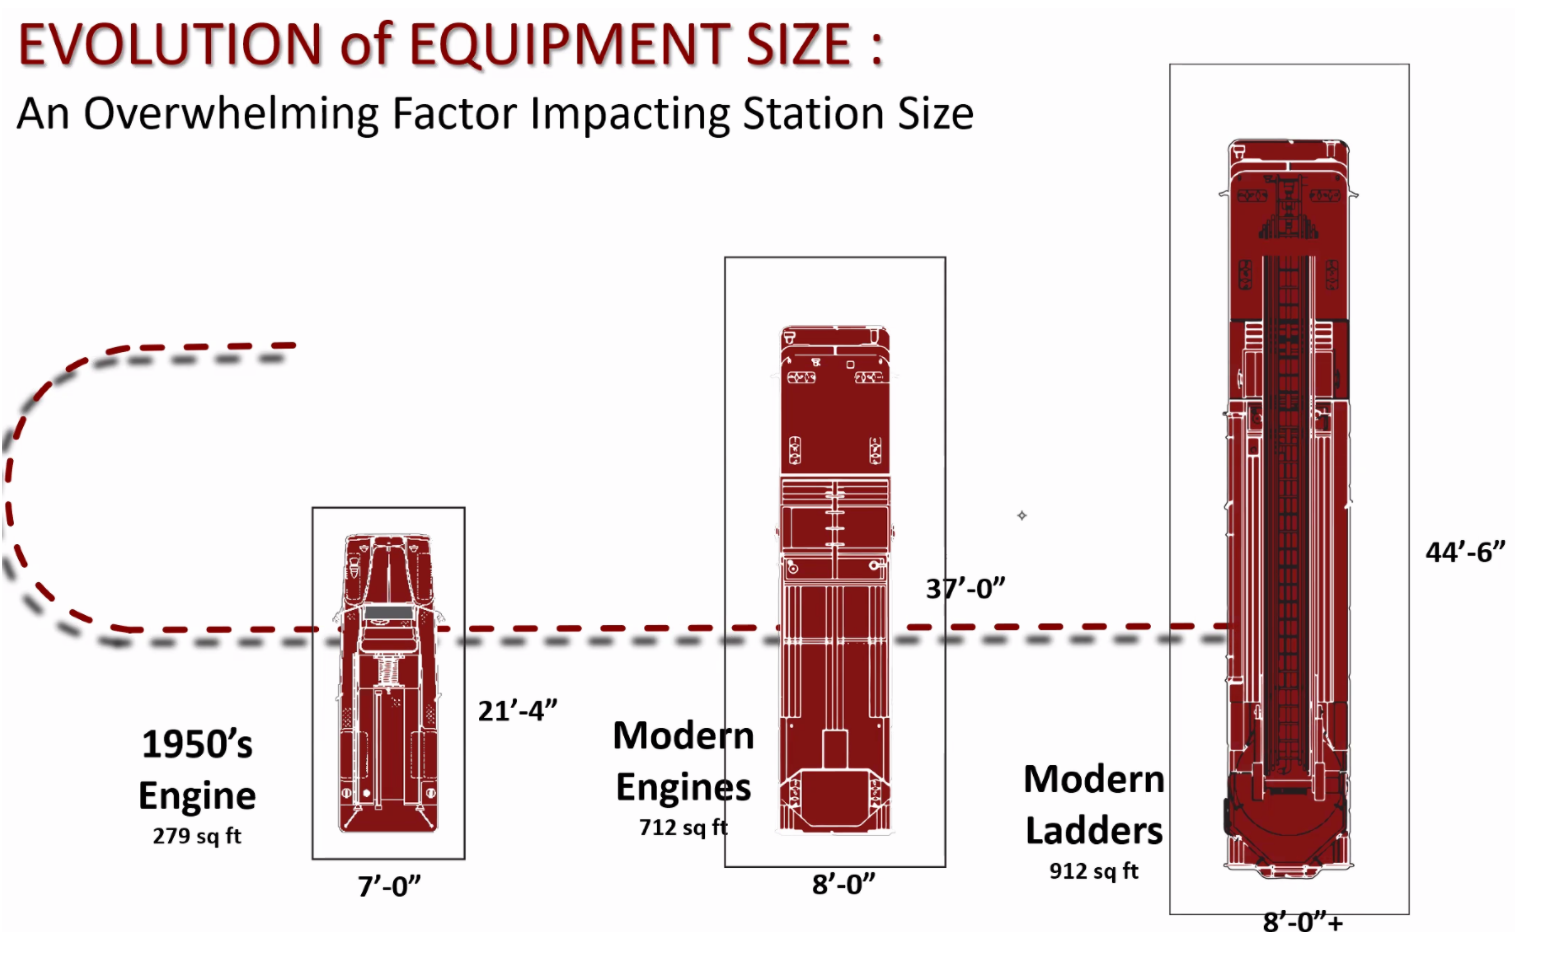 EVOLUTION of EQUIPMENT SIZE :
An Overwhelming Factor Impacting Station Size
1950’s
Engine
279 sq ft
21’-4”
7’-0”
Modern
Engines
712 sq ft
37’-0”
8’-0”
Modern
Ladders
912 sq ft
44’-6”
8’-0”+